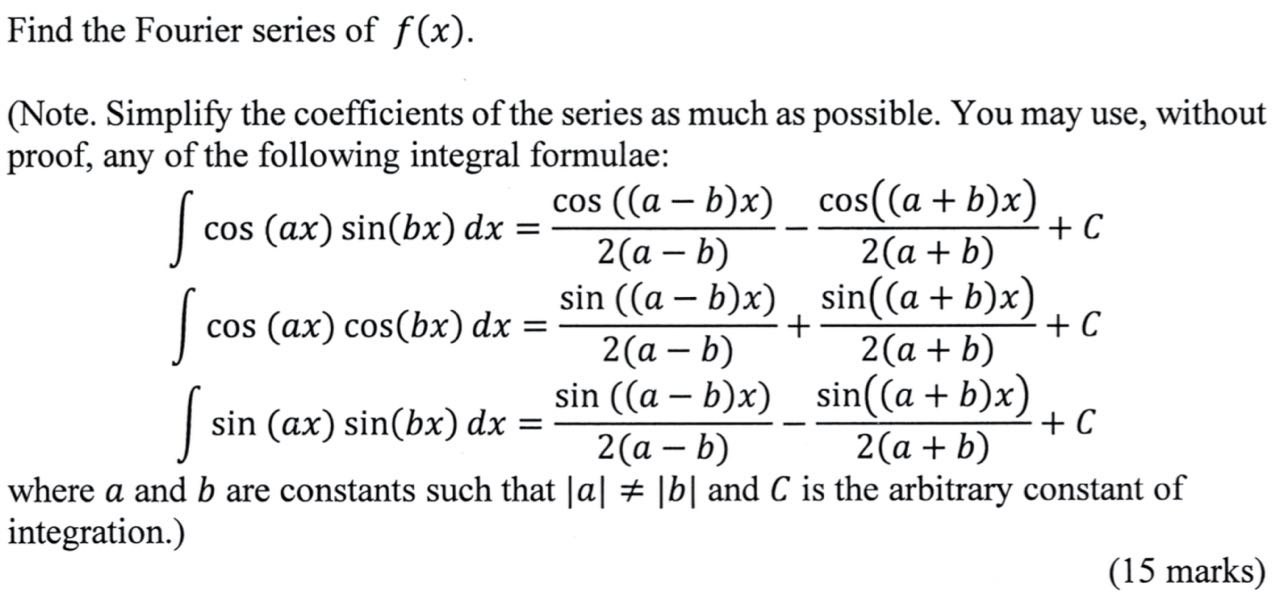 Find the Fourier series of f(x).
(Note. Simplify the coefficients of the series as much as possible. You may use, without
proof, any of the following integral formulae:
∫ cos (ax) sin(bx) dx = cos ((a − b)x) / 2(a − b) − cos((a + b)x) / 2(a + b) + C
∫ cos (ax) cos(bx) dx = sin ((a − b)x) / 2(a − b) + sin((a + b)x) / 2(a + b) + C
∫ sin (ax) sin(bx) dx = sin ((a − b)x) / 2(a − b) − sin((a + b)x) / 2(a + b) + C
where a and b are constants such that |a| ≠ |b| and C is the arbitrary constant of
integration.)
(15 marks)